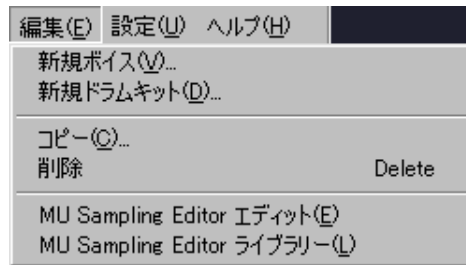 編集(E) 設定(U) ヘルプ(H)
新規ボイス(V)...
新規ドラムキット(D)...
コピー(C)...
削除 Delete
MU Sampling Editor エディット(E)
MU Sampling Editor ライブラリー(L)